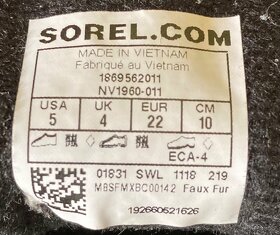 SOREL.COM
MADE IN VIETNAM
Fabriqué au Vietnam
1869562011
NV1960-011
USA UK EUR CM
5 4 22 10
ECA-4
01831 SWL 1118 219
MBSFMXBC00142 Faux Fur
192660521626